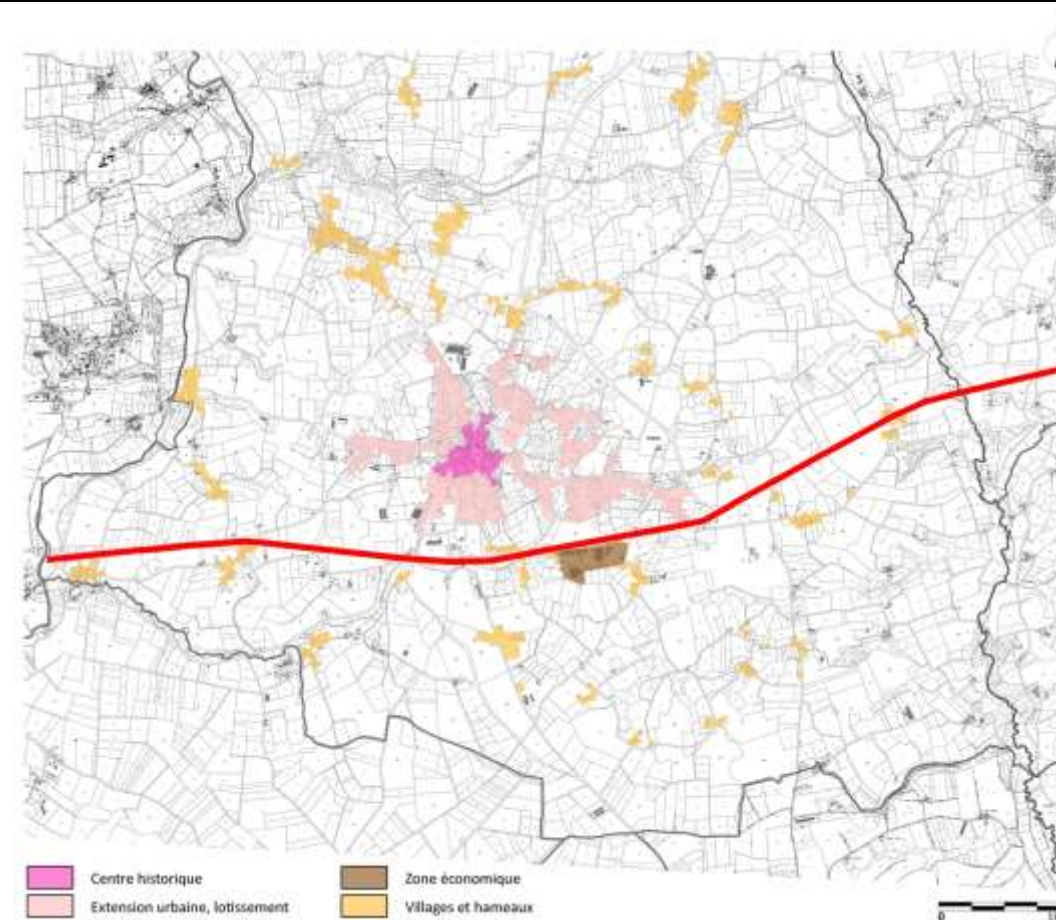 Centre historique
Zone économique
Extension urbaine, lotissement
Villages et hameaux
0